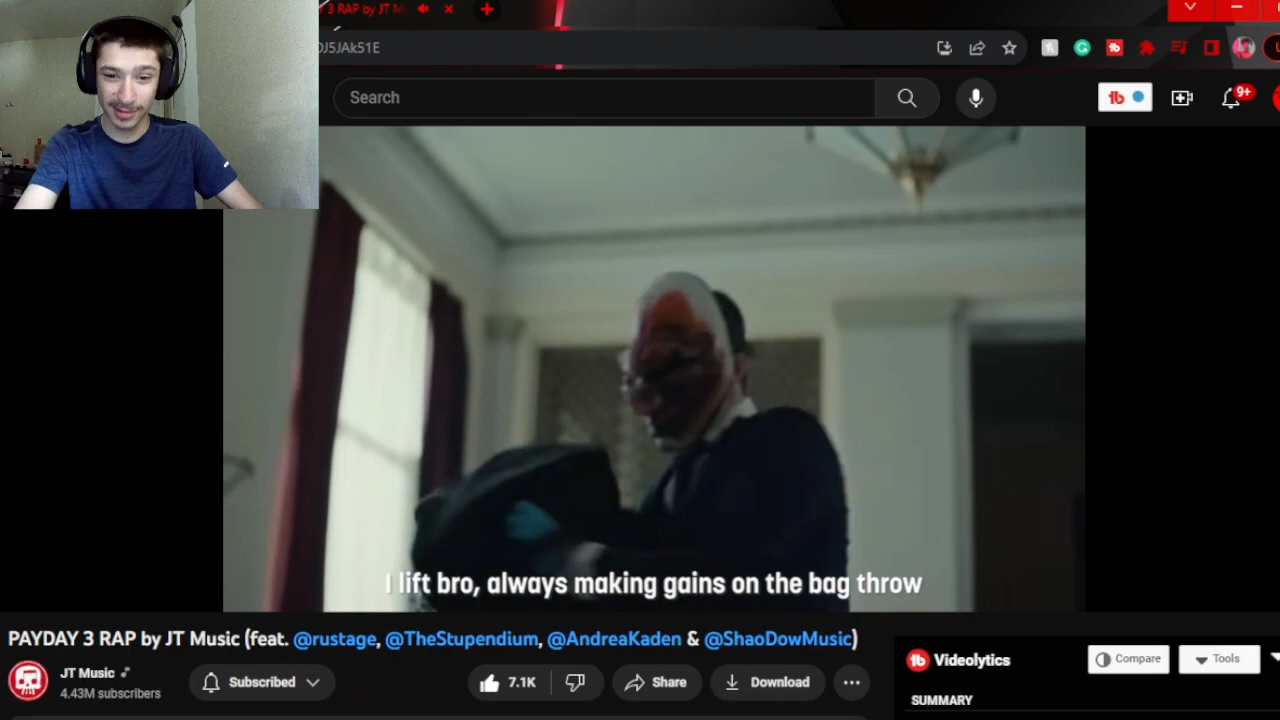 3 RAP by JT M
DJ5JAk51E
Search
9+
I lift bro, always making gains on the bag throw
PAYDAY 3 RAP by JT Music (feat. @rustage, @TheStupendium, @AndreaKaden & @ShaoDowMusic)
JT Music
4.43M subscribers
Subscribed
7.1K
Share
Download
Videolytics
Compare
Tools
SUMMARY